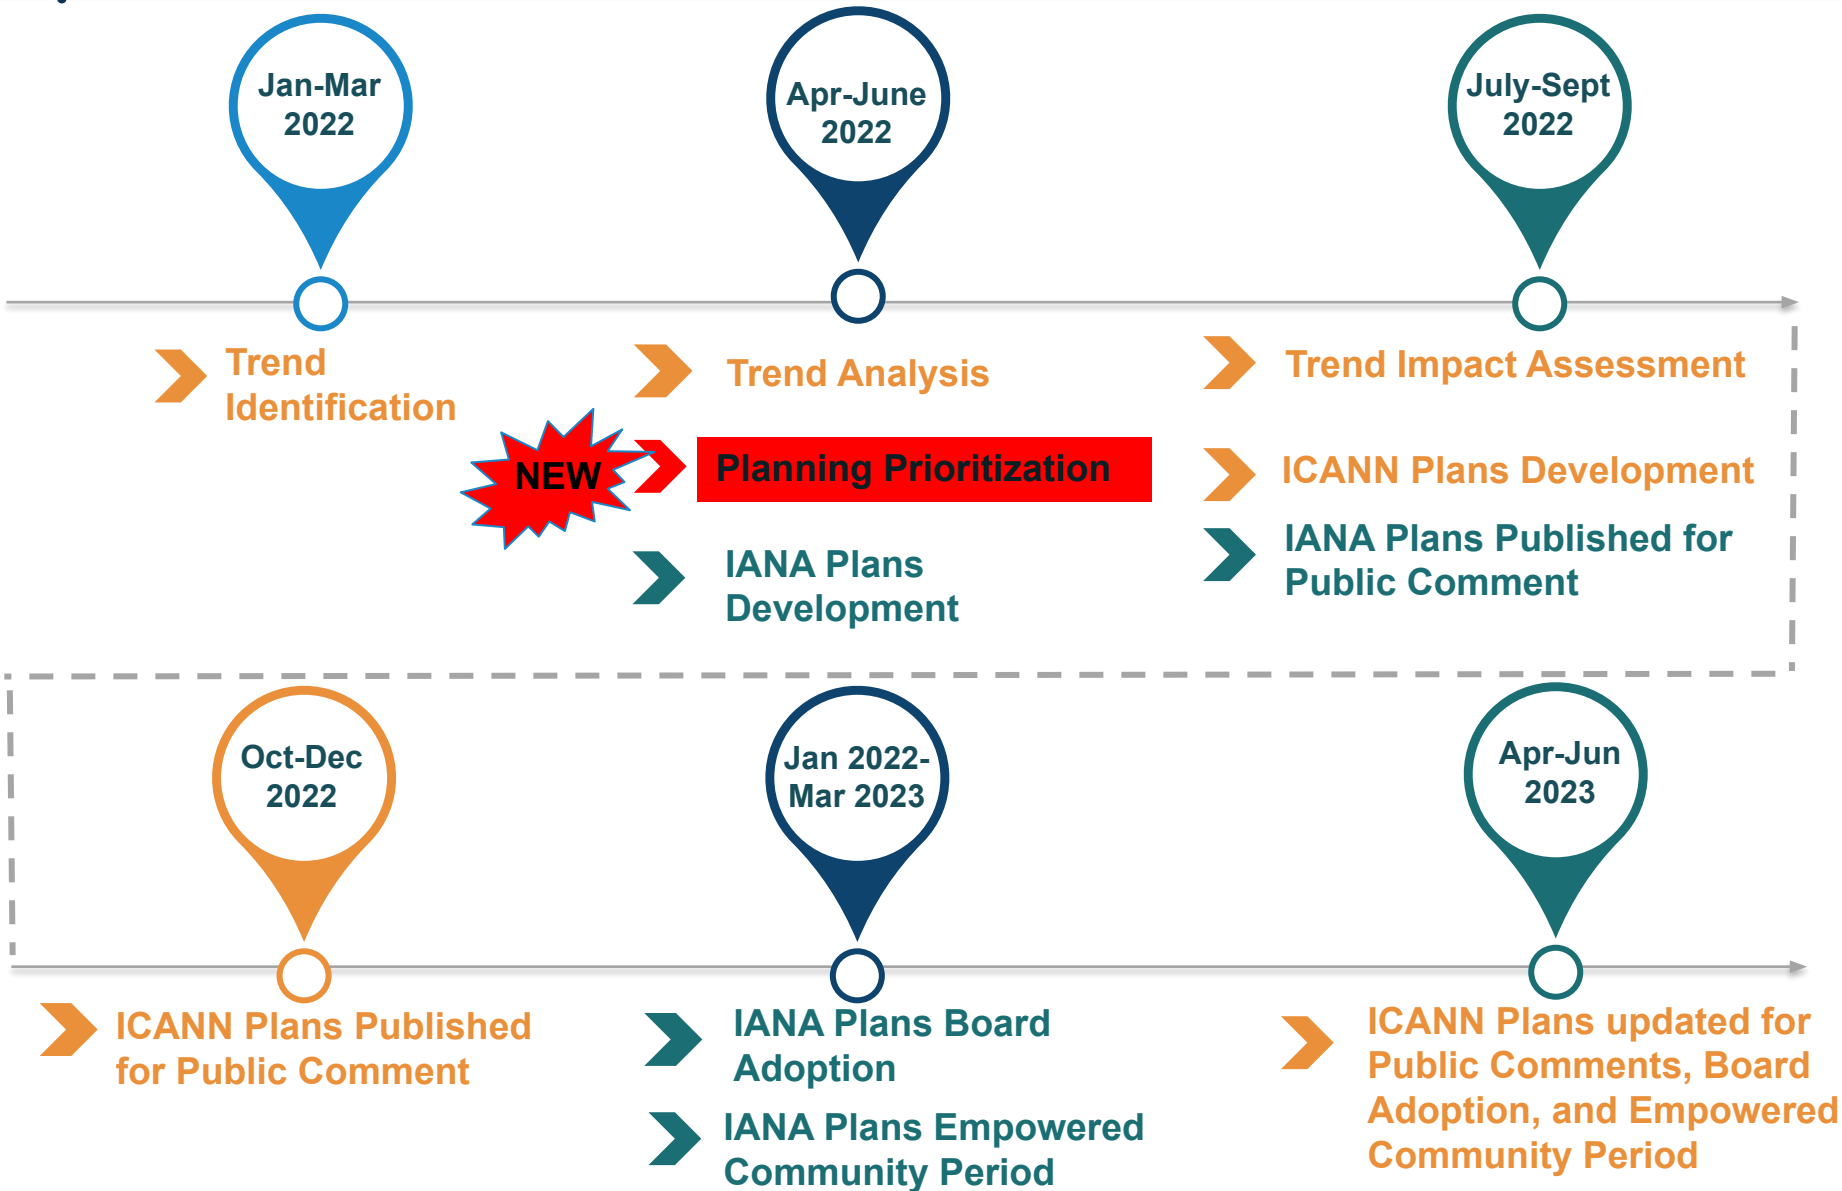 Jan-Mar
2022
Apr-June
2022
July-Sept
2022
Trend
Identification
Trend Analysis
NEW
Planning Prioritization
IANA Plans
Development
Trend Impact Assessment
ICANN Plans Development
IANA Plans Published for
Public Comment
Oct-Dec
2022
Jan 2022-
Mar 2023
Apr-Jun
2023
ICANN Plans Published
for Public Comment
IANA Plans Board
Adoption
IANA Plans Empowered
Community Period
ICANN Plans updated for
Public Comments, Board
Adoption, and Empowered
Community Period